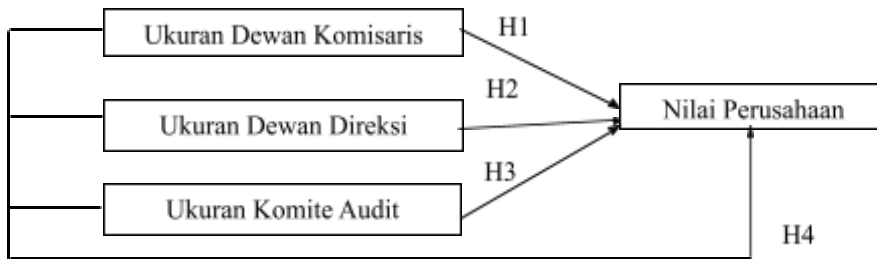 Ukuran Dewan Komisaris
H1
H2
Nilai Perusahaan
Ukuran Dewan Direksi
H3
Ukuran Komite Audit
H4